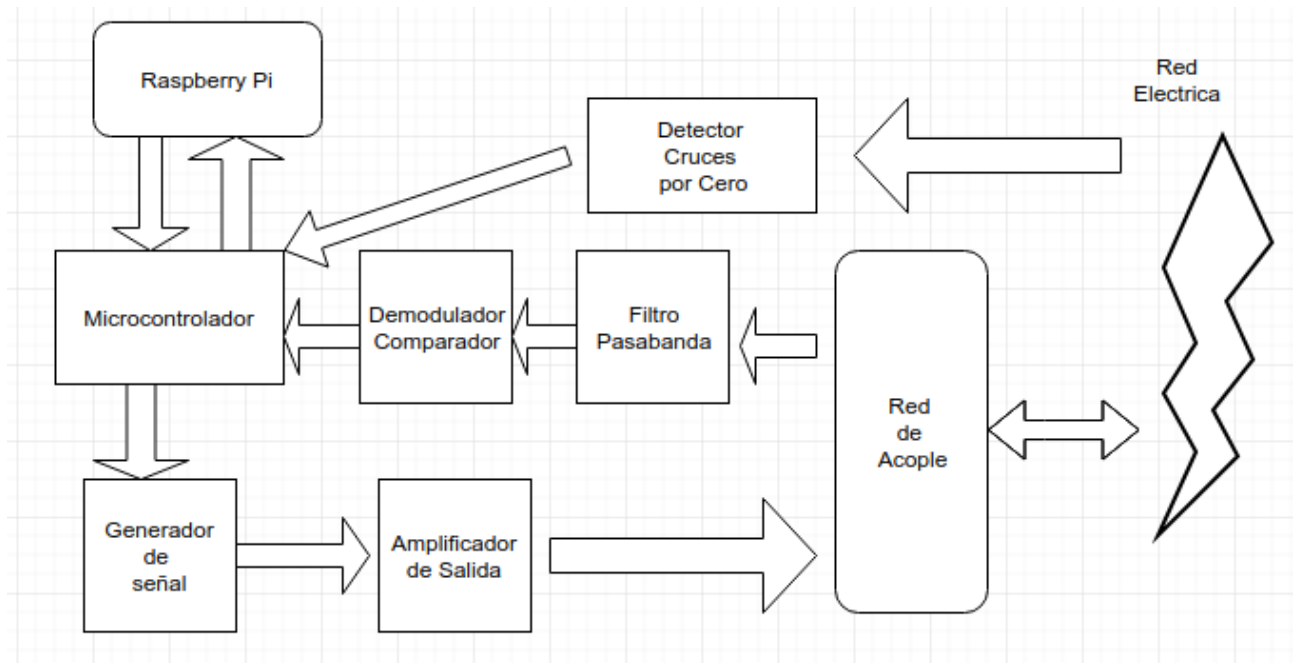 Raspberry Pi
Detector
Cruces
por Cero
Red
Electrica
Microcontrolador
Demodulador
Comparador
Filtro
Pasabanda
Red
de
Acople
Generador
de
señal
Amplificador
de Salida